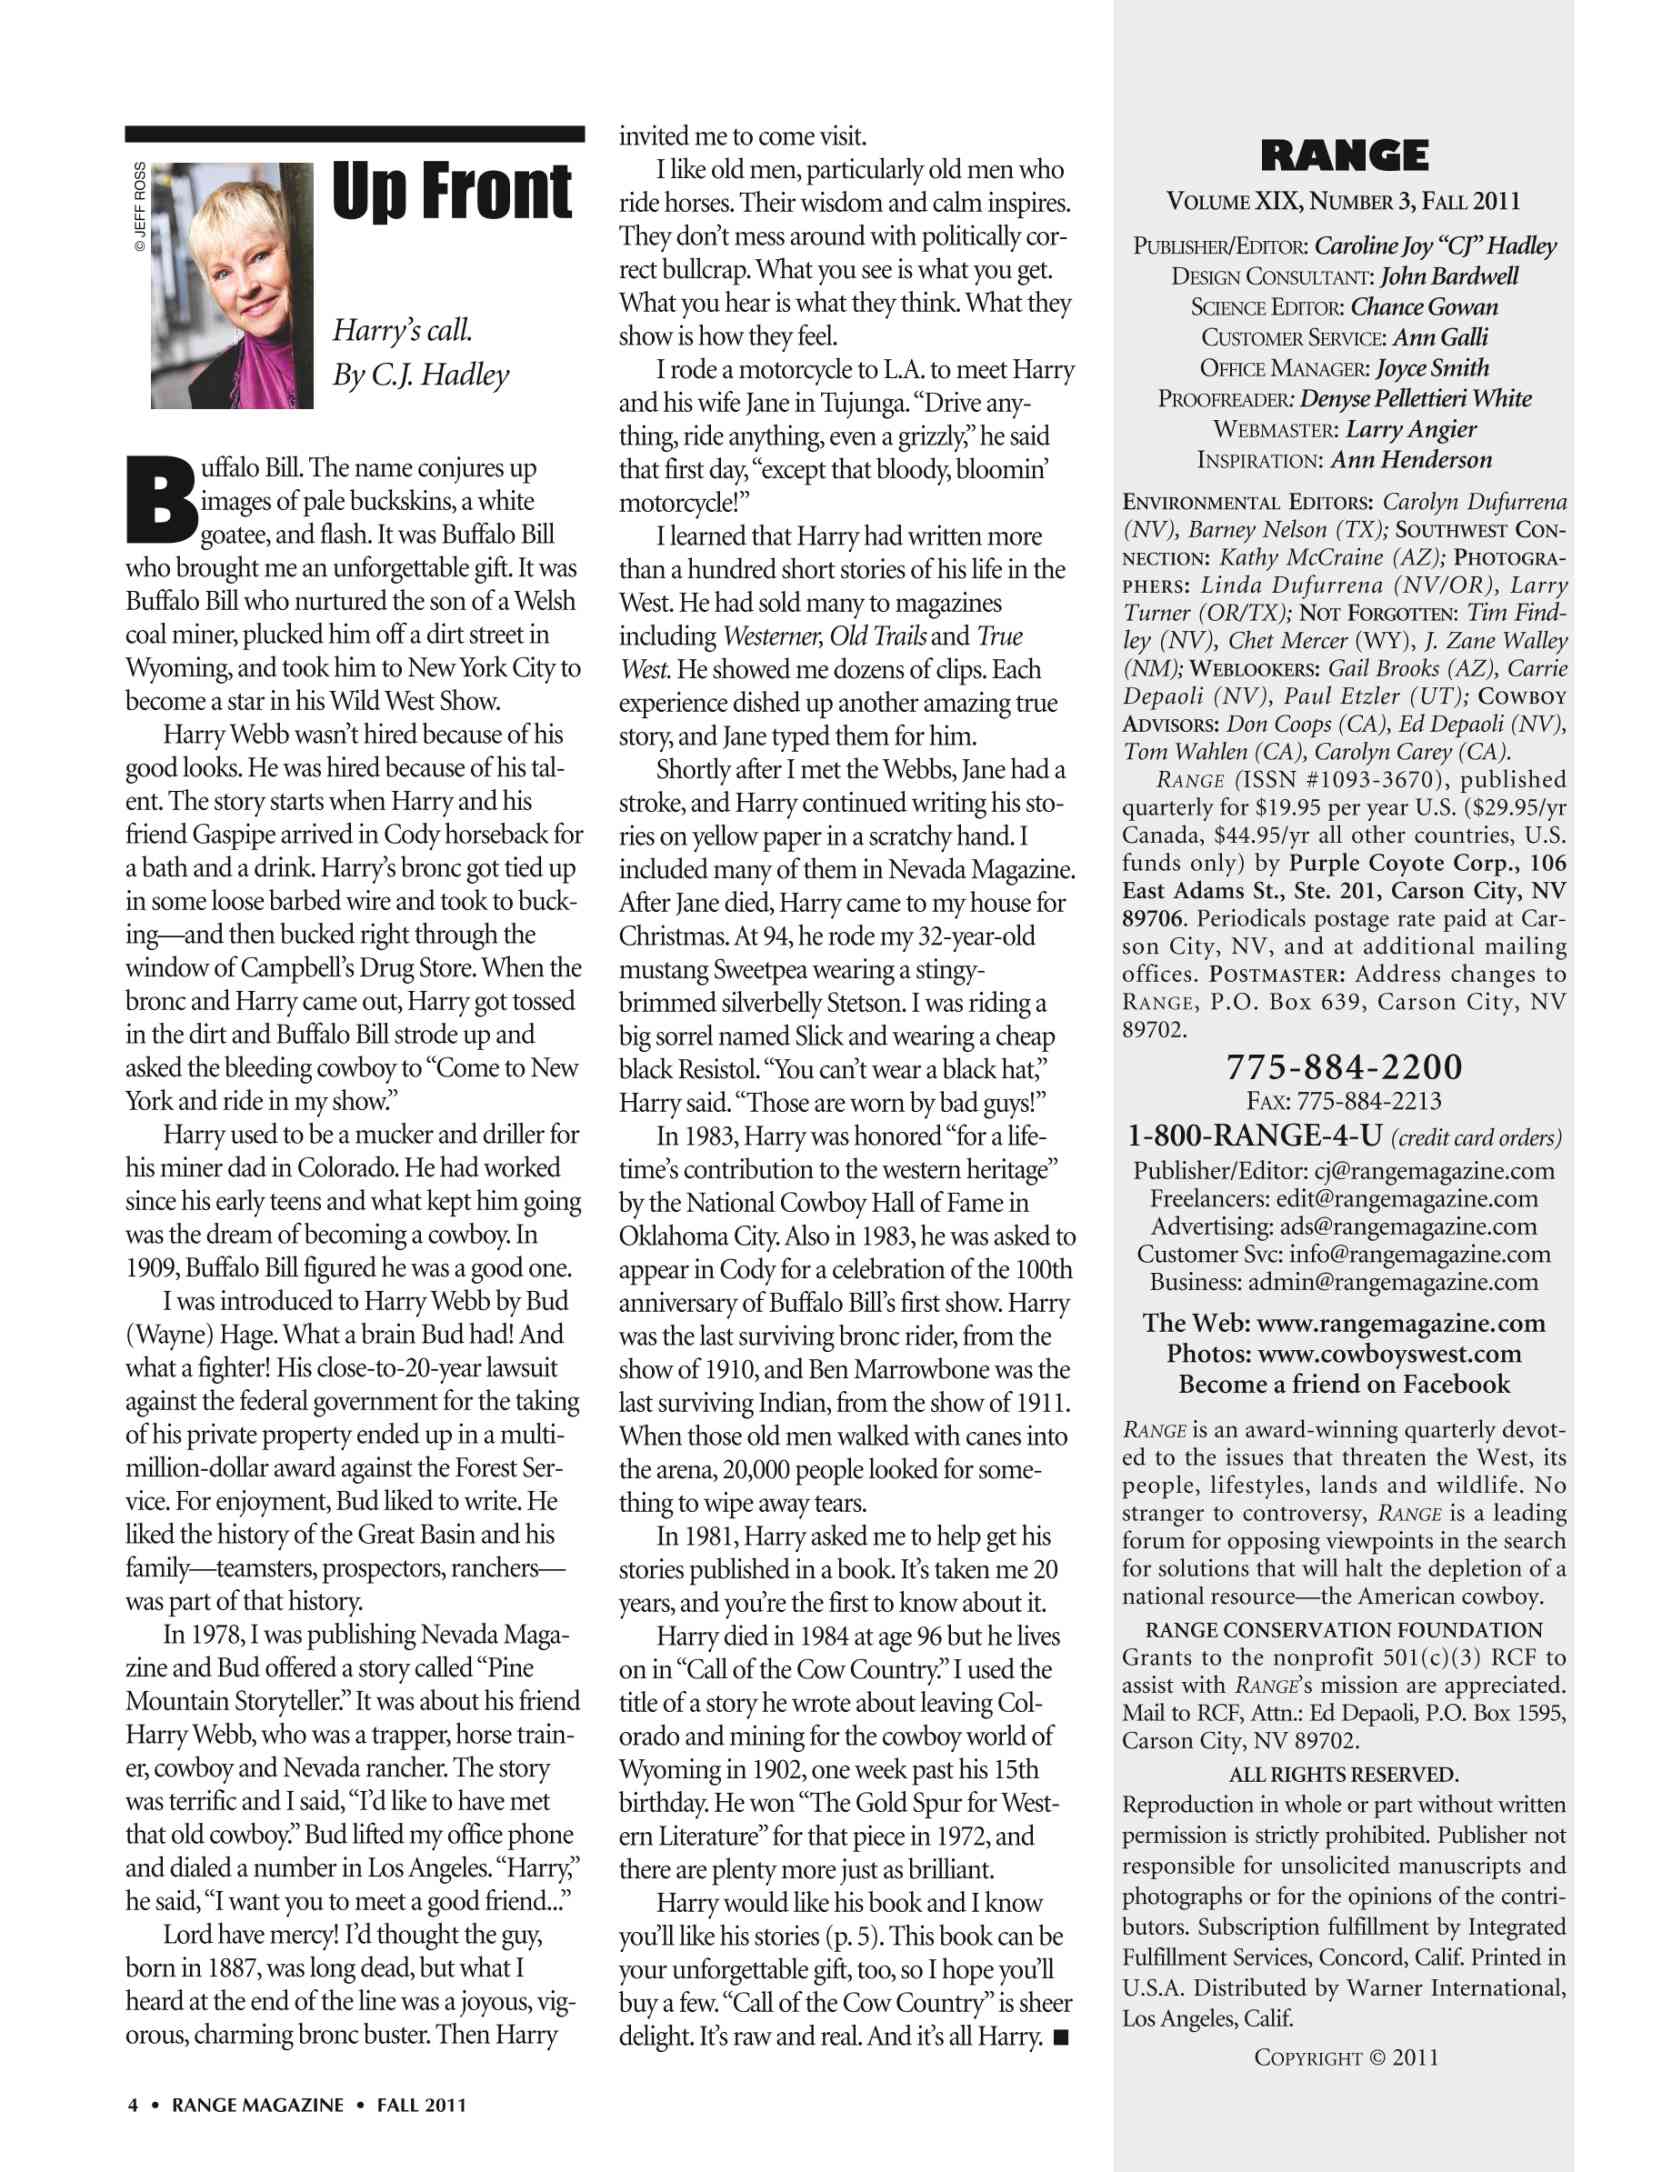 © JEFF ROSS
Up Front
Harry's call.
By C.J. Hadley
Buffalo Bill. The name conjures up
images of pale buckskins, a white
goatee, and flash. It was Buffalo Bill
who brought me an unforgettable gift. It was
Buffalo Bill who nurtured the son of a Welsh
coal miner, plucked him off a dirt street in
Wyoming, and took him to New York City to
become a star in his Wild West Show.
Harry Webb wasn't hired because of his
good looks. He was hired because of his tal-
ent. The story starts when Harry and his
friend Gaspipe arrived in Cody horseback for
a bath and a drink. Harry's bronc got tied up
in some loose barbed wire and took to buck-
ing—and then bucked right through the
window of Campbell's Drug Store. When the
bronc and Harry came out, Harry got tossed
in the dirt and Buffalo Bill strode up and
asked the bleeding cowboy to “Come to New
York and ride in my show.”
Harry used to be a mucker and driller for
his miner dad in Colorado. He had worked
since his early teens and what kept him going
was the dream of becoming a cowboy. In
1909, Buffalo Bill figured he was a good one.
I was introduced to Harry Webb by Bud
(Wayne) Hage. What a brain Bud had! And
what a fighter! His close-to-20-year lawsuit
against the federal government for the taking
of his private property ended up in a multi-
million-dollar award against the Forest Ser-
vice. For enjoyment, Bud liked to write. He
liked the history of the Great Basin and his
family—teamsters, prospectors, ranchers—
was part of that history.
In 1978, I was publishing Nevada Maga-
zine and Bud offered a story called “Pine
Mountain Storyteller.” It was about his friend
Harry Webb, who was a trapper, horse train-
er, cowboy and Nevada rancher. The story
was terrific and I said, “I'd like to have met
that old cowboy.” Bud lifted my office phone
and dialed a number in Los Angeles. “Harry,”
he said, “I want you to meet a good friend...”
Lord have mercy! I'd thought the guy,
born in 1887, was long dead, but what I
heard at the end of the line was a joyous, vig-
orous, charming bronc buster. Then Harry
invited me to come visit.
I like old men, particularly old men who
ride horses. Their wisdom and calm inspires.
They don't mess around with politically cor-
rect bullcrap. What you see is what you get.
What you hear is what they think. What they
show is how they feel.
I rode a motorcycle to L.A. to meet Harry
and his wife Jane in Tujunga. “Drive any-
thing, ride anything, even a grizzly,” he said
that first day, “except that bloody, bloomin'
motorcycle!”
I learned that Harry had written more
than a hundred short stories of his life in the
West. He had sold many to magazines
including Westerner, Old Trails and True
West. He showed me dozens of clips. Each
experience dished up another amazing true
story, and Jane typed them for him.
Shortly after I met the Webbs, Jane had a
stroke, and Harry continued writing his sto-
ries on yellow paper in a scratchy hand. I
included many of them in Nevada Magazine.
After Jane died, Harry came to my house for
Christmas. At 94, he rode my 32-year-old
mustang Sweetpea wearing a stingy-
brimmed silverbelly Stetson. I was riding a
big sorrel named Slick and wearing a cheap
black Resistol. “You can't wear a black hat,”
Harry said. “Those are worn by bad guys!”
In 1983, Harry was honored “for a life-
time's contribution to the western heritage”
by the National Cowboy Hall of Fame in
Oklahoma City. Also in 1983, he was asked to
appear in Cody for a celebration of the 100th
anniversary of Buffalo Bill's first show. Harry
was the last surviving bronc rider, from the
show of 1910, and Ben Marrowbone was the
last surviving Indian, from the show of 1911.
When those old men walked with canes into
the arena, 20,000 people looked for some-
thing to wipe away tears.
In 1981, Harry asked me to help get his
stories published in a book. It's taken me 20
years, and you're the first to know about it.
Harry died in 1984 at age 96 but he lives
on in “Call of the Cow Country.” I used the
title of a story he wrote about leaving Col-
orado and mining for the cowboy world of
Wyoming in 1902, one week past his 15th
birthday. He won “The Gold Spur for West-
ern Literature” for that piece in 1972, and
there are plenty more just as brilliant.
Harry would like his book and I know
you'll like his stories (p. 5). This book can be
your unforgettable gift, too, so I hope you'll
buy a few. “Call of the Cow Country” is sheer
delight. It's raw and real. And it's all Harry. ■
RANGE
VOLUME XIX, NUMBER 3, FALL 2011
PUBLISHER/EDITOR: Caroline Joy “CJ” Hadley
DESIGN CONSULTANT: John Bardwell
SCIENCE EDITOR: Chance Gowan
CUSTOMER SERVICE: Ann Galli
OFFICE MANAGER: Joyce Smith
PROOFREADER: Denyse Pellettieri White
WEBMASTER: Larry Angier
INSPIRATION: Ann Henderson
ENVIRONMENTAL EDITORS: Carolyn Dufurrena
(NV), Barney Nelson (TX); SOUTHWEST CON-
NECTION: Kathy McCraine (AZ); PHOTOGRA-
PHERS: Linda Dufurrena (NV/OR), Larry
Turner (OR/TX); NOT FORGOTTEN: Tim Find-
ley (NV), Chet Mercer (WY), J. Zane Walley
(NM); WEBLOOKERS: Gail Brooks (AZ), Carrie
Depaoli (NV), Paul Etzler (UT); COWBOY
ADVISORS: Don Coops (CA), Ed Depaoli (NV),
Tom Wahlen (CA), Carolyn Carey (CA).
RANGE (ISSN #1093-3670), published
quarterly for $19.95 per year U.S. ($29.95/yr
Canada, $44.95/yr all other countries, U.S.
funds only) by Purple Coyote Corp., 106
East Adams St., Ste. 201, Carson City, NV
89706. Periodicals postage rate paid at Car-
son City, NV, and at additional mailing
offices. POSTMASTER: Address changes to
RANGE, P.O. Box 639, Carson City, NV
89702.
775-884-2200
FAX: 775-884-2213
1-800-RANGE-4-U (credit card orders)
Publisher/Editor: cj@rangemagazine.com
Freelancers: edit@rangemagazine.com
Advertising: ads@rangemagazine.com
Customer Svc: info@rangemagazine.com
Business: admin@rangemagazine.com
The Web: www.rangemagazine.com
Photos: www.cowboyswest.com
Become a friend on Facebook
RANGE is an award-winning quarterly devot-
ed to the issues that threaten the West, its
people, lifestyles, lands and wildlife. No
stranger to controversy, RANGE is a leading
forum for opposing viewpoints in the search
for solutions that will halt the depletion of a
national resource—the American cowboy.
RANGE CONSERVATION FOUNDATION
Grants to the nonprofit 501(c)(3) RCF to
assist with RANGE's mission are appreciated.
Mail to RCF, Attn.: Ed Depaoli, P.O. Box 1595,
Carson City, NV 89702.
ALL RIGHTS RESERVED.
Reproduction in whole or part without written
permission is strictly prohibited. Publisher not
responsible for unsolicited manuscripts and
photographs or for the opinions of the contri-
butors. Subscription fulfillment by Integrated
Fulfillment Services, Concord, Calif. Printed in
U.S.A. Distributed by Warner International,
Los Angeles, Calif.
COPYRIGHT © 2011
4 • RANGE MAGAZINE • FALL 2011